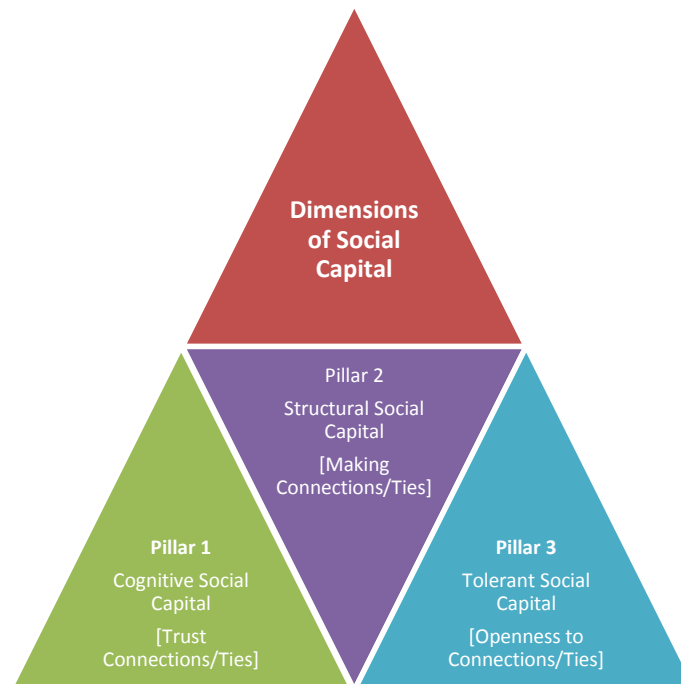 Dimensions
of Social
Capital
Pillar 2
Structural Social
Capital
[Making
Connections/Ties]
Pillar 1
Cognitive Social
Capital
[Trust
Connections/Ties]
Pillar 3
Tolerant Social
Capital
[Openness to
Connections/Ties]